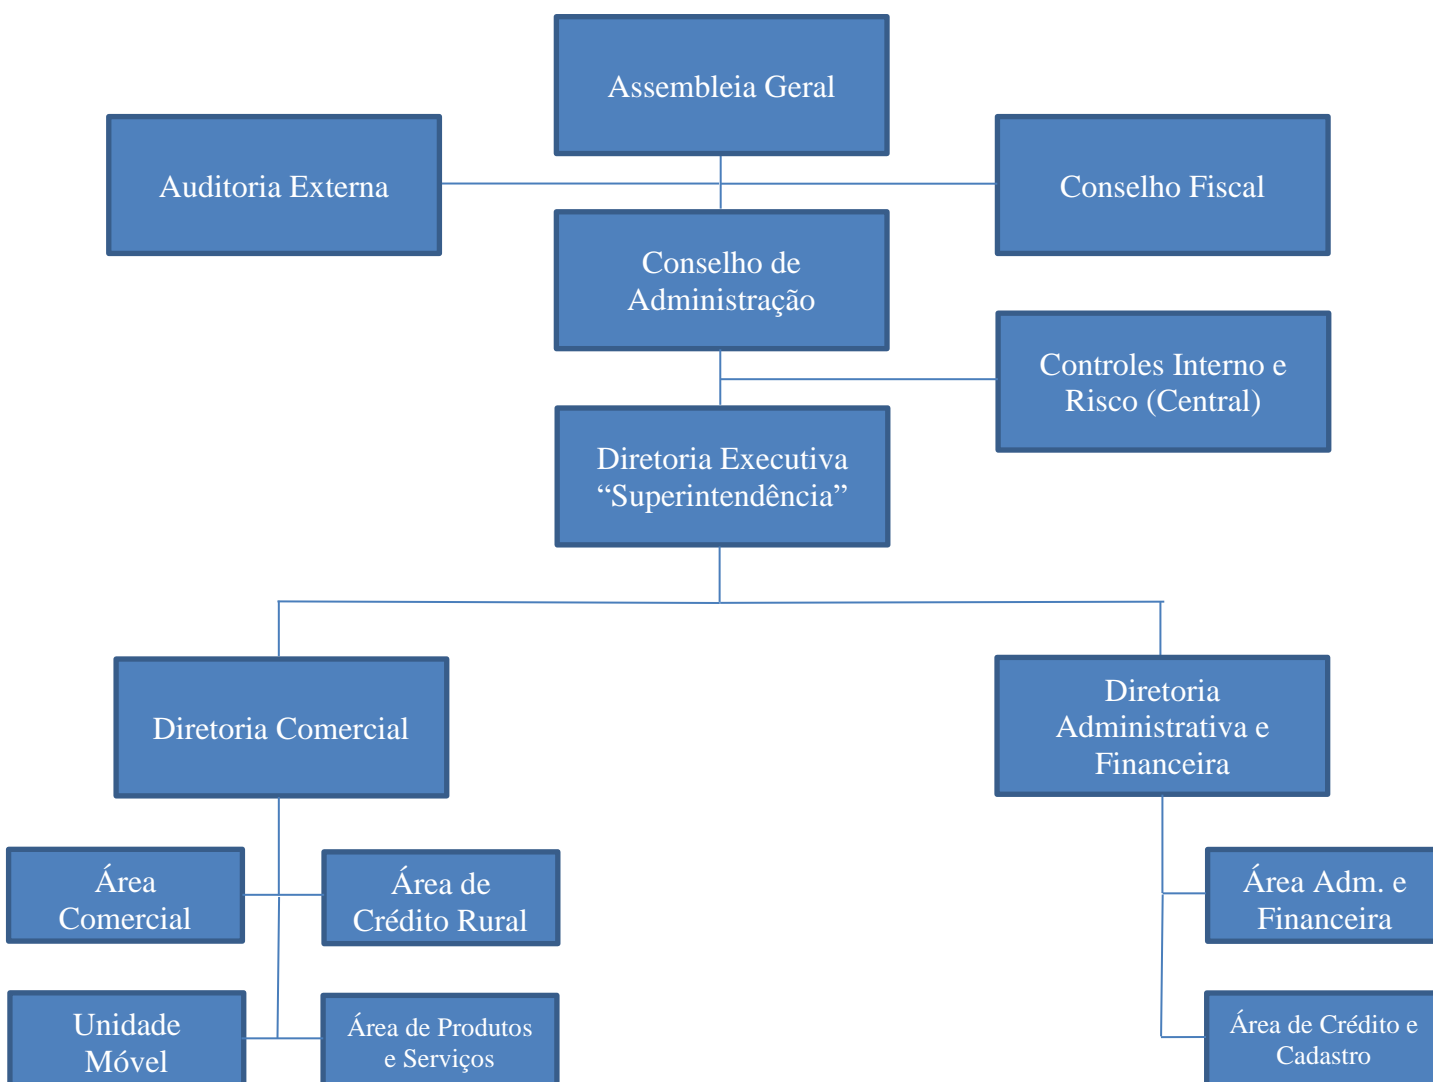 Assembleia Geral
Auditoria Externa
Conselho Fiscal
Conselho de
Administração
Controles Interno e
Risco (Central)
Diretoria Executiva
“Superintendência”
Diretoria Comercial
Diretoria
Administrativa e
Financeira
Área
Comercial
Área de
Crédito Rural
Área Adm. e
Financeira
Unidade
Móvel
Área de Produtos
e Serviços
Área de Crédito e
Cadastro